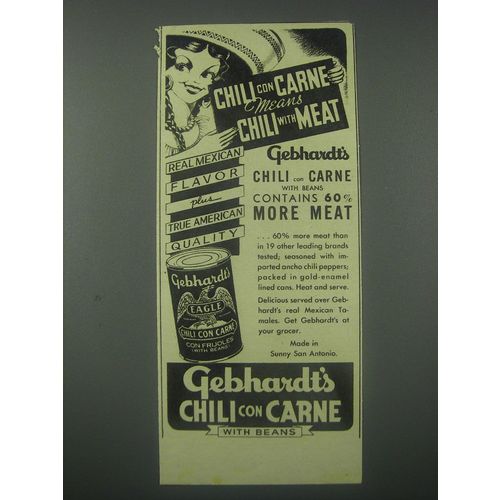 CHILI CON CARNE
Means
CHILI WITH MEAT
REAL MEXICAN
FLAVOR
plus
TRUE AMERICAN
QUALITY
Gebhardt's
CHILI con CARNE
WITH BEANS
CONTAINS 60%
MORE MEAT
. . . 60% more meat than
in 19 other leading brands
tested; seasoned with im-
ported ancho chili peppers;
packed in gold-enamel
lined cans. Heat and serve.
Delicious served over Geb-
hardt's real Mexican Ta-
males. Get Gebhardt's at
your grocer.
Made in
Sunny San Antonio.
Gebhardt's
EAGLE
CHILI CON CARNE
CON FRIJOLES
(WITH BEANS)
Gebhardt's
CHILI CON CARNE
WITH BEANS